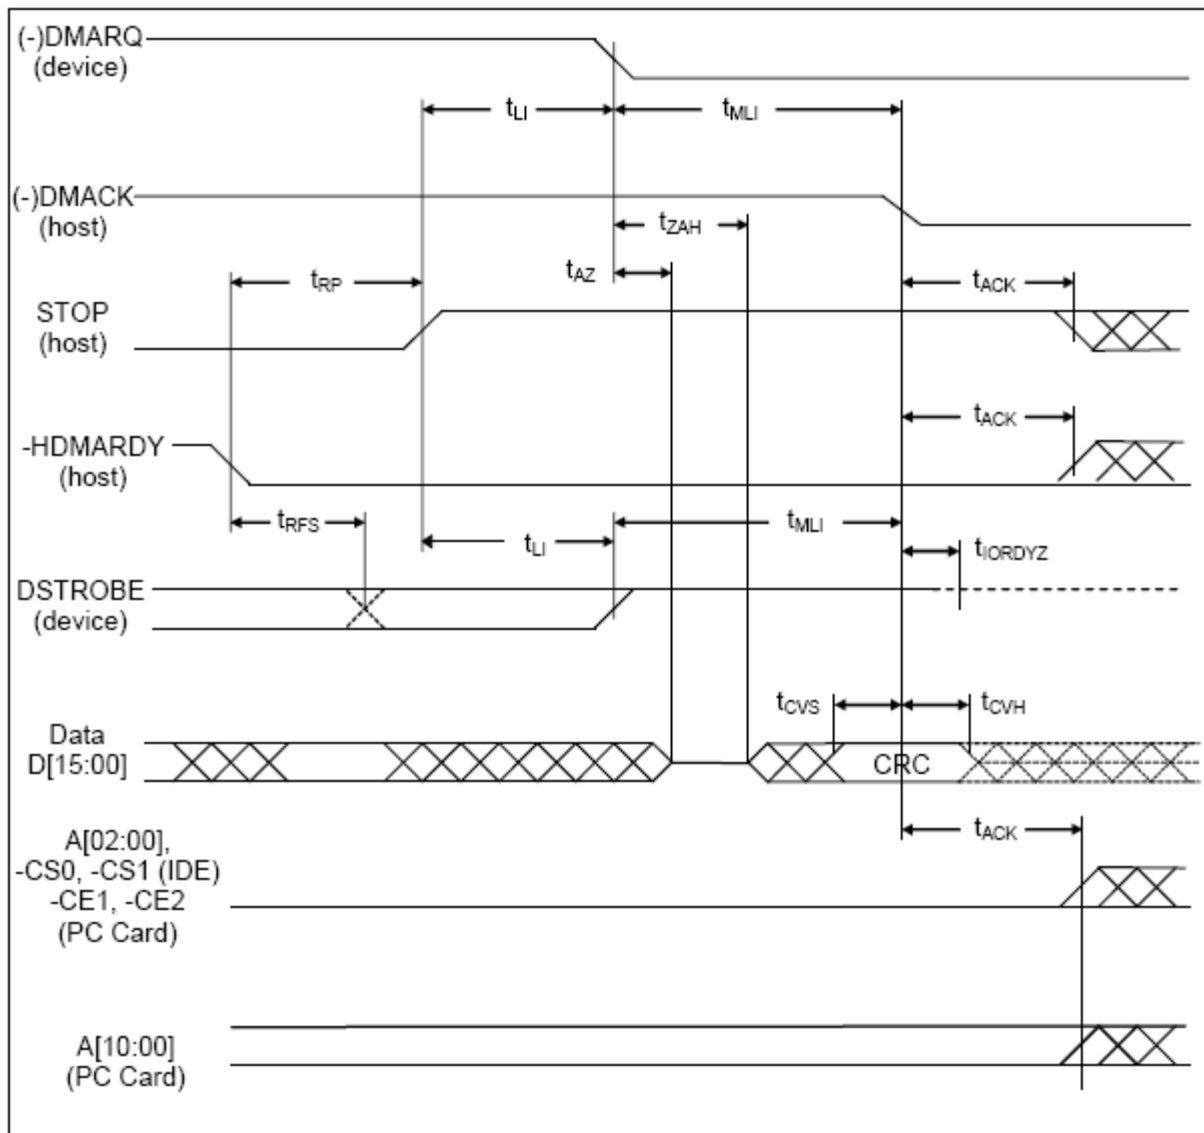 (-)DMARQ
(device)
tLI
tMLI
(-)DMACK
(host)
tZAH
tAZ
tRP
tACK
STOP
(host)
tACK
-HDMARDY
(host)
tRFS
tLI
tMLI
tIORDYZ
DSTROBE
(device)
tCVS
tCVH
Data
D[15:00]
CRC
tACK
A[02:00],
-CS0, -CS1 (IDE)
-CE1, -CE2
(PC Card)
A[10:00]
(PC Card)